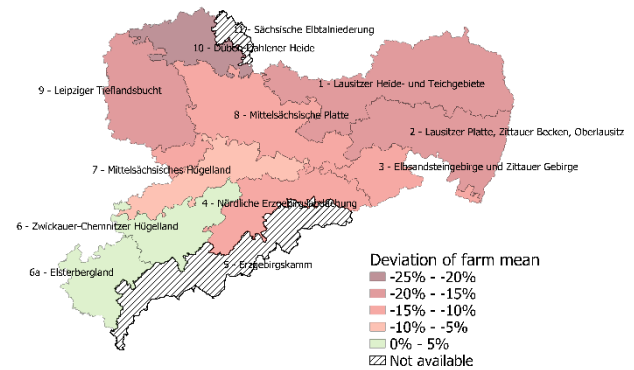 11 - Sächsische Elbtalniederung
10 - Düben-Dahlener Heide
1 - Lausitzer Heide- und Teichgebiete
9 - Leipziger Tieflandsbucht
8 - Mittelsächsische Platte
2 - Lausitzer Platte, Zittauer Becken, Oberlausitz
3 - Elbsandsteingebirge und Zittauer Gebirge
7 - Mittelsächsisches Hügelland
4 - Nördliche Erzgebirgsabdachung
6 - Zwickauer-Chemnitzer Hügelland
5 - Erzgebirgskamm
6a - Elsterbergland
Deviation of farm mean
-25% - -20%
-20% - -15%
-15% - -10%
-10% - -5%
0% - 5%
Not available